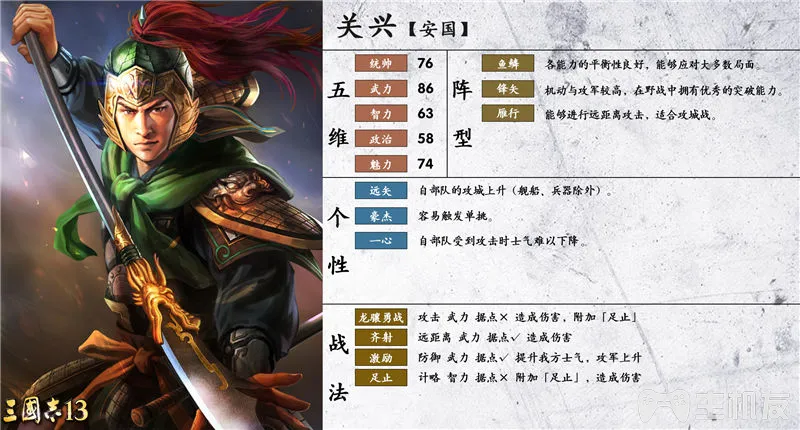 关兴【安国】
五维
统帅 76
武力 86
智力 63
政治 58
魅力 74
阵型
鱼鳞 各能力的平衡性良好，能够应对大多数局面。
锋矢 机动与攻军较高，在野战中拥有优秀的突破能力。
雁行 能够进行远距离攻击，适合攻城战。
个性
远矢 自部队的攻城上升（舰船、兵器除外）。
豪杰 容易触发单挑。
一心 自部队受到攻击时士气难以下降。
战法
龙骧勇战 攻击 武力 据点× 造成伤害，附加「足止」
齐射 远距离 武力 据点✓ 造成伤害
激励 防御 武力 据点✓ 提升我方士气，攻军上升
足止 计略 智力 据点× 附加「足止」，造成伤害
三國志13